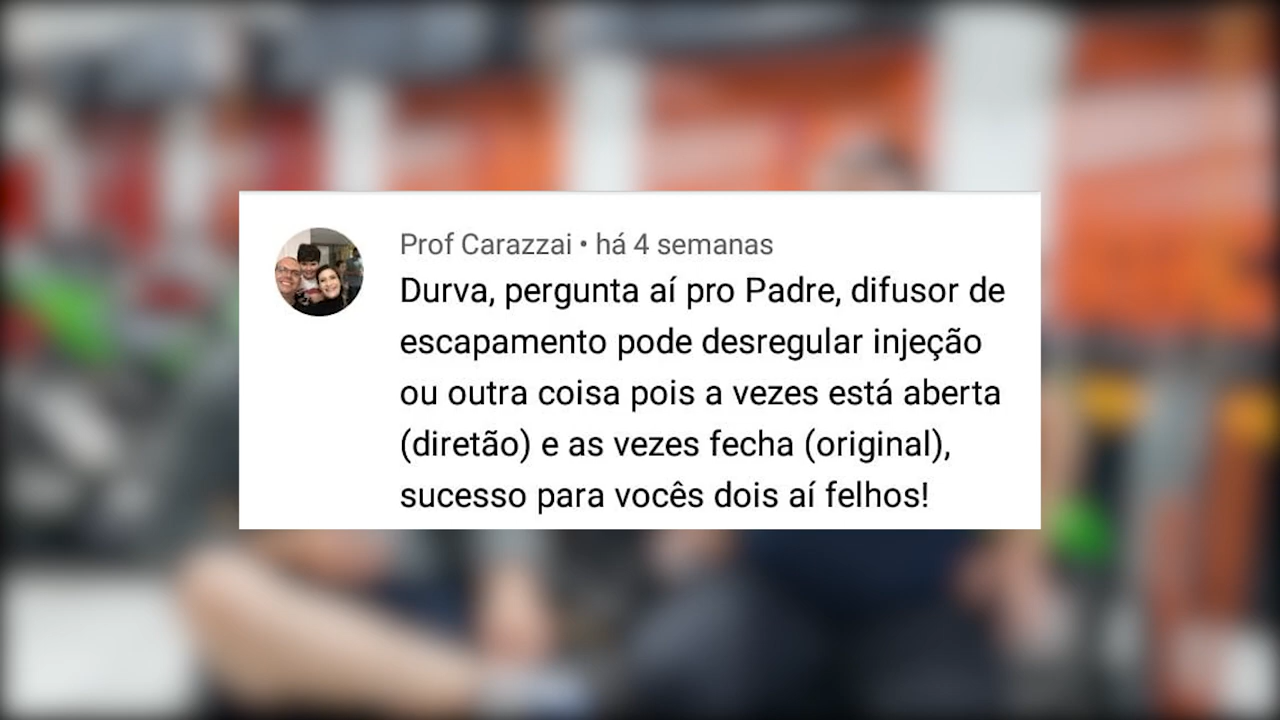 Prof Carazzai • há 4 semanas
Durva, pergunta aí pro Padre, difusor de
escapamento pode desregular injeção
ou outra coisa pois a vezes está aberta
(diretão) e as vezes fecha (original),
sucesso para vocês dois aí felhos!